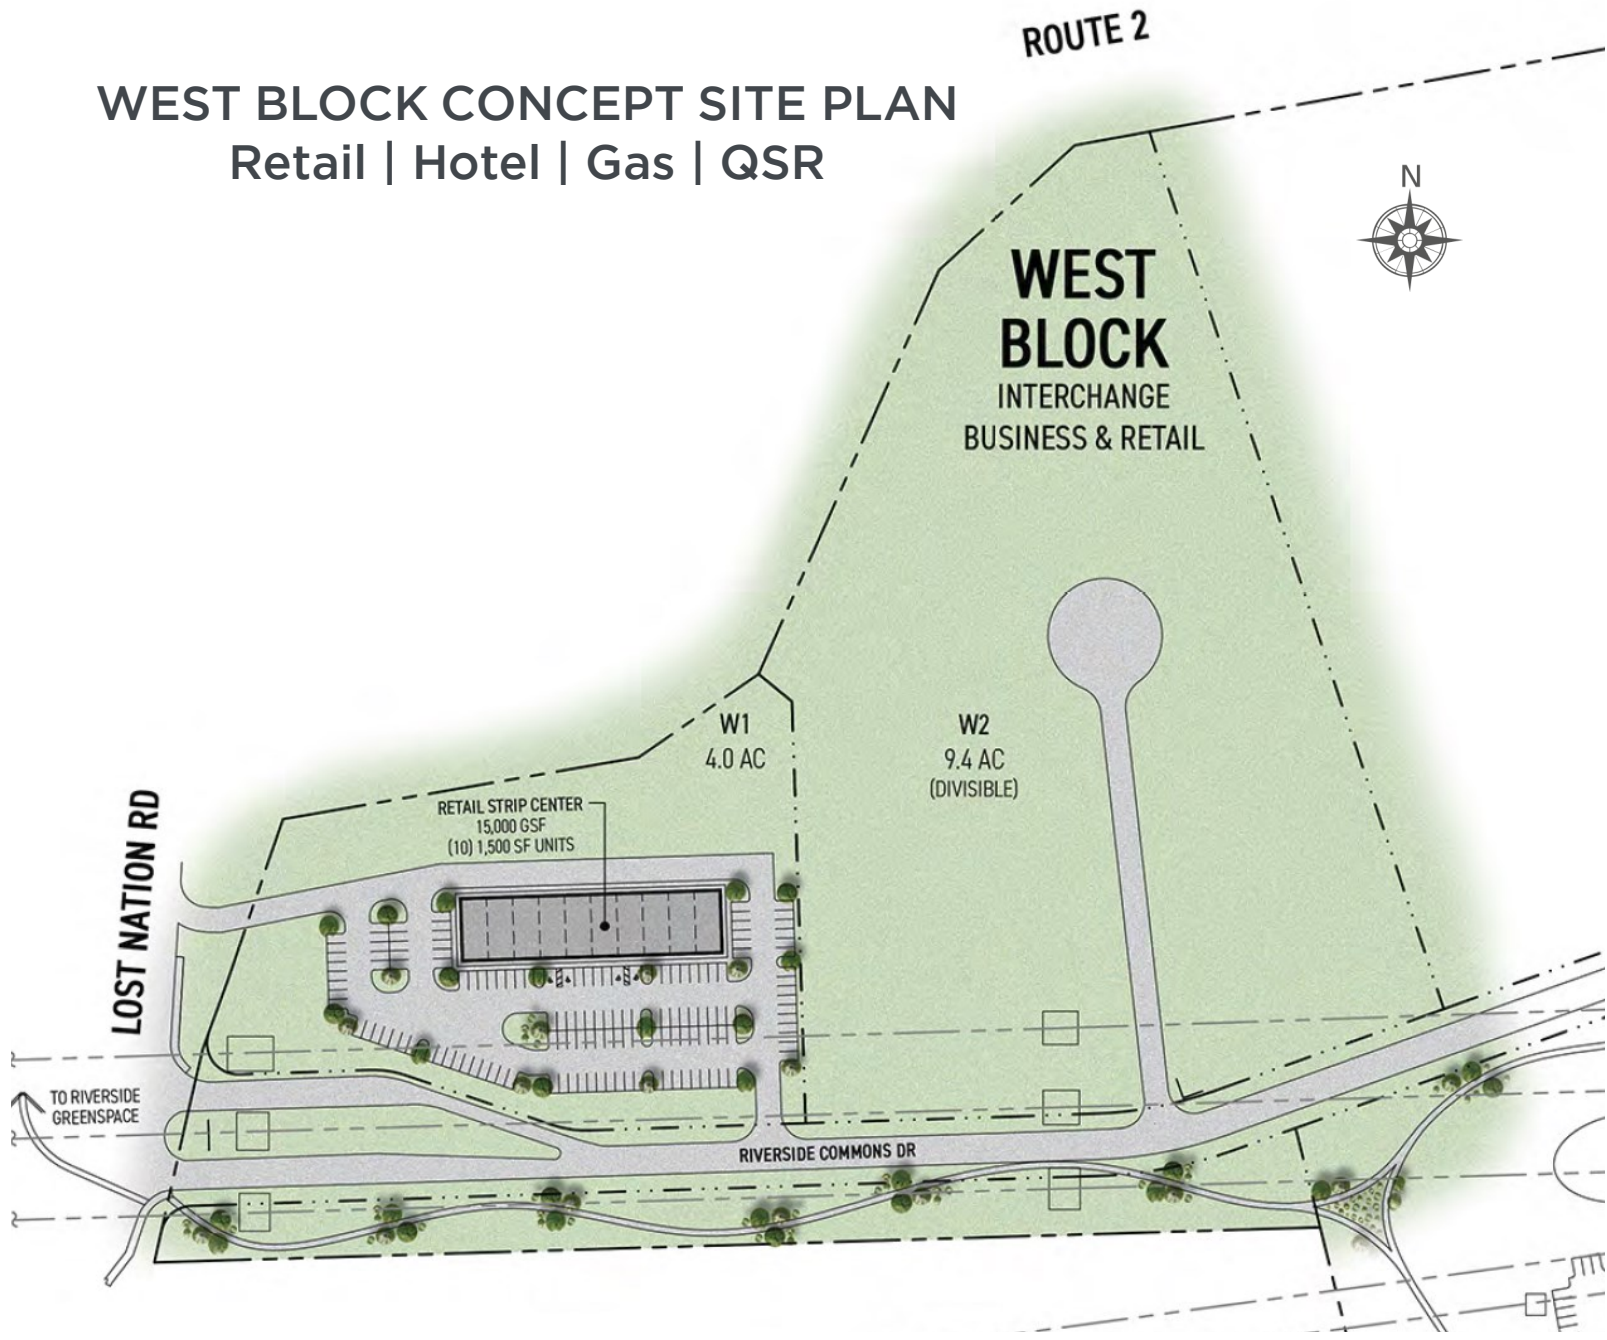 ROUTE 2
WEST BLOCK CONCEPT SITE PLAN
Retail | Hotel | Gas | QSR
N
WEST
BLOCK
INTERCHANGE
BUSINESS & RETAIL
W1
4.0 AC
W2
9.4 AC
(DIVISIBLE)
RETAIL STRIP CENTER
15,000 GSF
(10) 1,500 SF UNITS
LOST NATION RD
TO RIVERSIDE
GREENSPACE
RIVERSIDE COMMONS DR